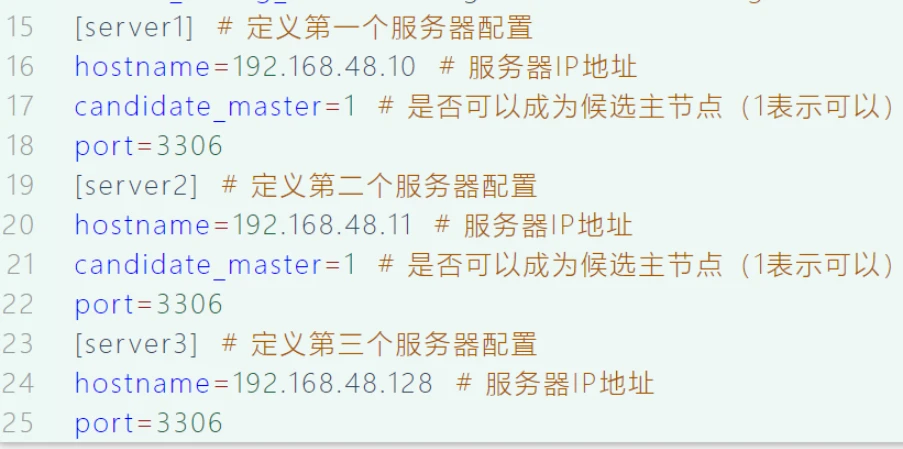 15 [server1] # 定义第一个服务器配置
16 hostname=192.168.48.10 # 服务器IP地址
17 candidate_master=1 # 是否可以成为候选主节点（1表示可以）
18 port=3306
19 [server2] # 定义第二个服务器配置
20 hostname=192.168.48.11 # 服务器IP地址
21 candidate_master=1 # 是否可以成为候选主节点（1表示可以）
22 port=3306
23 [server3] # 定义第三个服务器配置
24 hostname=192.168.48.128 # 服务器IP地址
25 port=3306